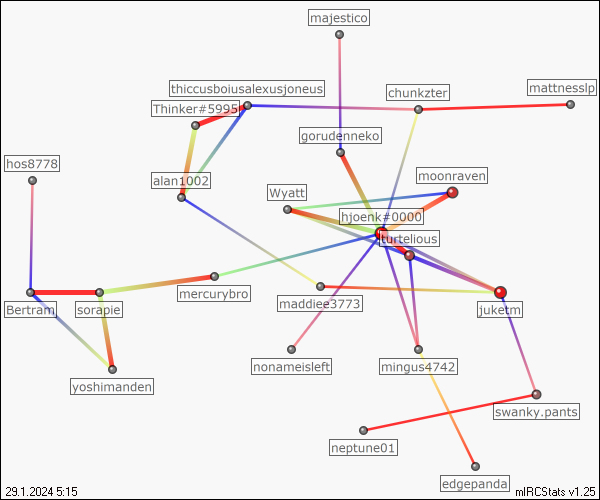 majestico
thiccusboiusalexusjoneus
chunkzter
mattnesslp
Thinker#5995
gorudenneko
hos8778
alan1002
moonraven
Wyatt
hjoenk#0000
turtelious
mercurybro
maddiee3773
Bertram
sorapie
juketm
nonameisleft
mingus4742
yoshimanden
swanky.pants
neptune01
edgepanda
29.1.2024 5:15
mIRCStats v1.25